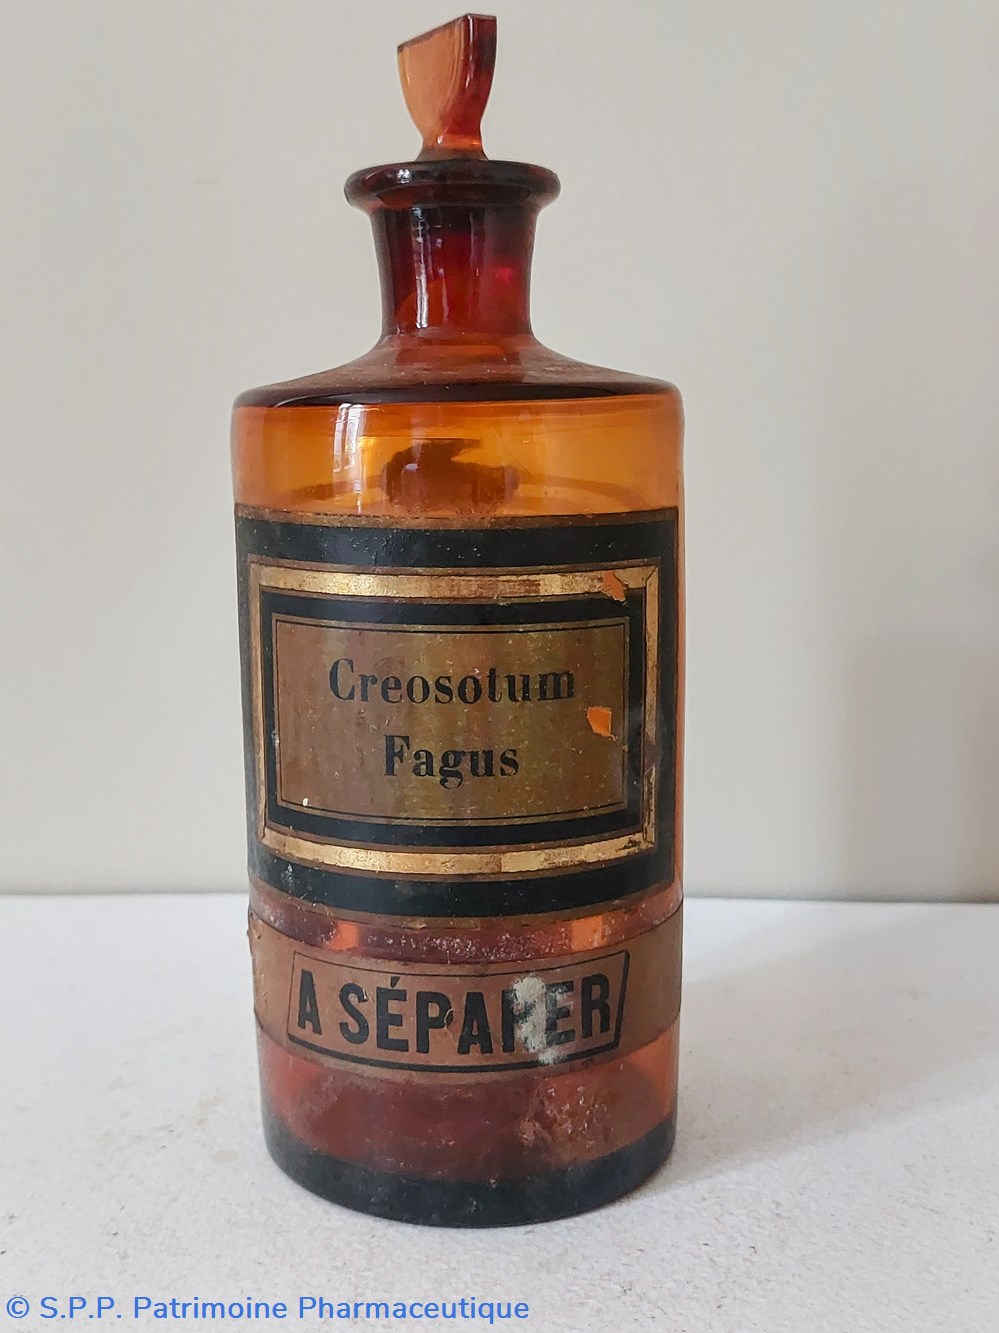 Creosotum
Fagus
A SÉPARER
© S.P.P. Patrimoine Pharmaceutique